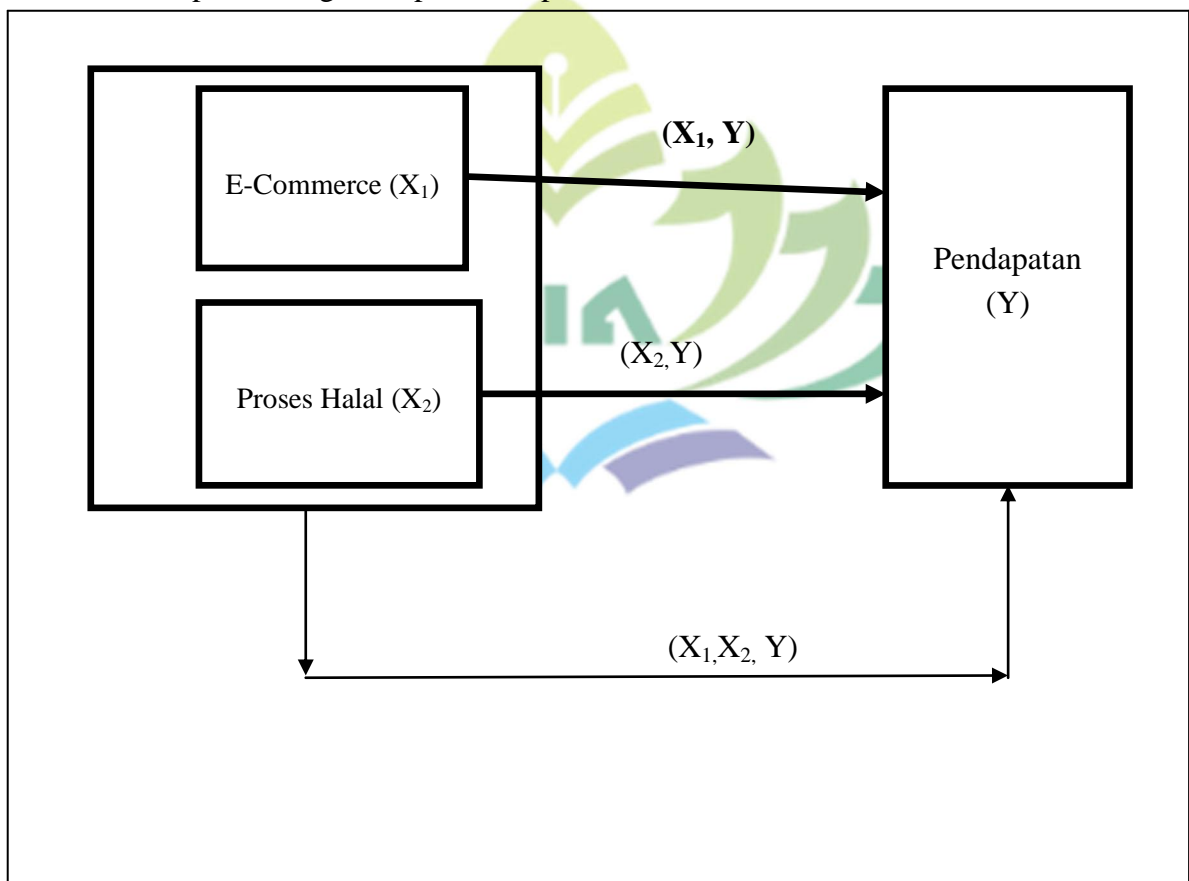 (X₁, Y)
E-Commerce (X₁)
Pendapatan
(Y)
(X₂,Y)
Proses Halal (X₂)
(X₁,X₂, Y)